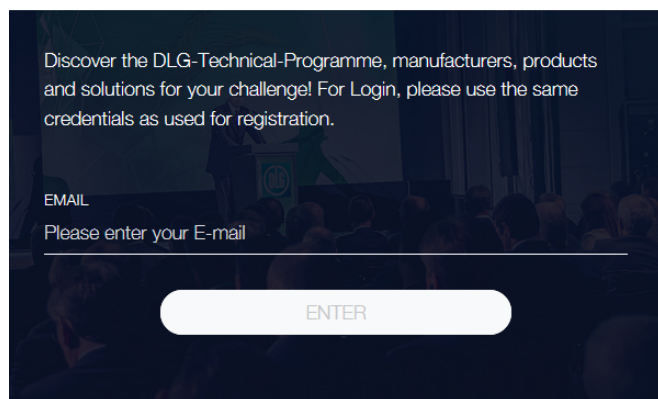 Discover the DLG-Technical-Programme, manufacturers, products
and solutions for your challenge! For Login, please use the same
credentials as used for registration.
DLG
EMAIL
Please enter your E-mail
ENTER